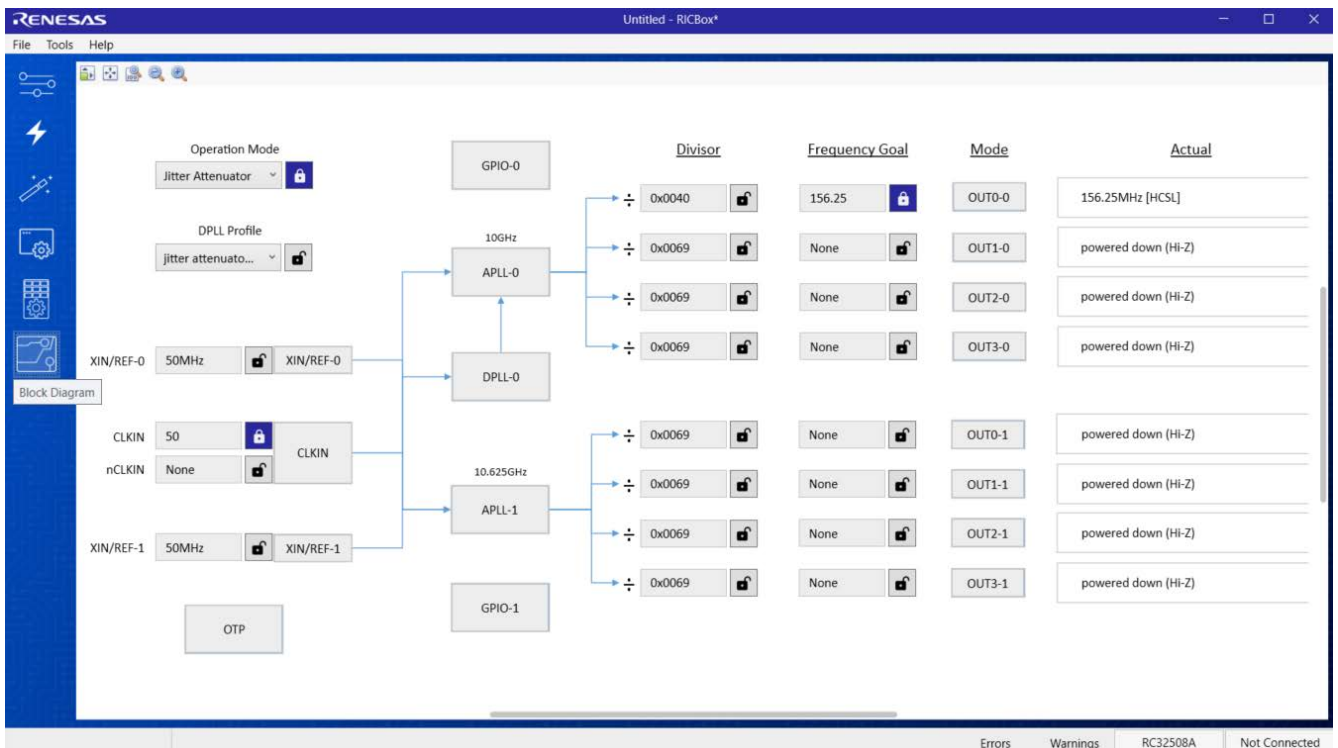 RENESAS
Untitled - RICBox*
File Tools Help
Operation Mode
Jitter Attenuator
DPLL Profile
jitter attenuato...
GPIO-0
Divisor Frequency Goal Mode Actual
÷ 0x0040 156.25 OUT0-0 156.25MHz [HCSL]
10GHz
APLL-0
÷ 0x0069 None OUT1-0 powered down (Hi-Z)
÷ 0x0069 None OUT2-0 powered down (Hi-Z)
÷ 0x0069 None OUT3-0 powered down (Hi-Z)
XIN/REF-0 50MHz XIN/REF-0
DPLL-0
Block Diagram
CLKIN 50
nCLKIN None
CLKIN
10.625GHz
APLL-1
÷ 0x0069 None OUT0-1 powered down (Hi-Z)
÷ 0x0069 None OUT1-1 powered down (Hi-Z)
÷ 0x0069 None OUT2-1 powered down (Hi-Z)
÷ 0x0069 None OUT3-1 powered down (Hi-Z)
XIN/REF-1 50MHz XIN/REF-1
GPIO-1
OTP
Errors Warnings RC32508A Not Connected